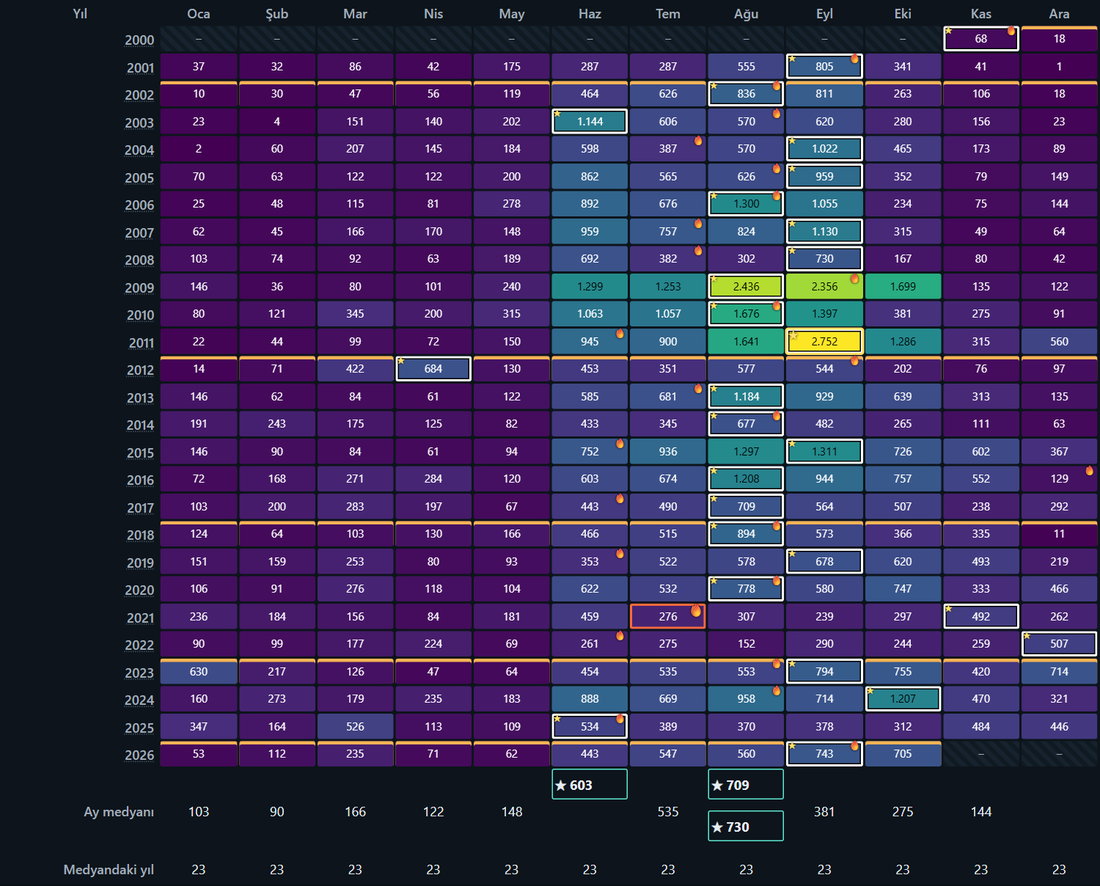 Yıl Oca Şub Mar Nis May Haz Tem Ağu Eyl Eki Kas Ara
2000 – – – – – – – – – – 68 18
2001 37 32 86 42 175 287 287 555 805 341 41 1
2002 10 30 47 56 119 464 626 836 811 263 106 18
2003 23 4 151 140 202 1.144 606 570 620 280 156 23
2004 2 60 207 145 184 598 387 570 1.022 465 173 89
2005 70 63 122 122 200 862 565 626 959 352 79 149
2006 25 48 115 81 278 892 676 1.300 1.055 234 75 144
2007 62 45 166 170 148 959 757 824 1.130 315 49 64
2008 103 74 92 63 189 692 382 302 730 167 80 42
2009 146 36 80 101 240 1.299 1.253 2.436 2.356 1.699 135 122
2010 80 121 345 200 315 1.063 1.057 1.676 1.397 381 275 91
2011 22 44 99 72 150 945 900 1.641 2.752 1.286 315 560
2012 14 71 422 684 130 453 351 577 544 202 76 97
2013 146 62 84 61 122 585 681 1.184 929 639 313 135
2014 191 243 175 125 82 433 345 677 482 265 111 63
2015 146 90 84 61 94 752 936 1.297 1.311 726 602 367
2016 72 168 271 284 120 603 674 1.208 944 757 552 129
2017 103 200 283 197 67 443 490 709 564 507 238 292
2018 124 64 103 130 166 466 515 894 573 366 335 11
2019 151 159 253 80 93 353 522 578 678 620 493 219
2020 106 91 276 118 104 622 532 778 580 747 333 466
2021 236 184 156 84 181 459 276 307 239 297 492 262
2022 90 99 177 224 69 261 275 152 290 244 259 507
2023 630 217 126 47 64 454 535 553 794 755 420 714
2024 160 273 179 235 183 888 669 958 714 1.207 470 321
2025 347 164 526 113 109 534 389 370 378 312 484 446
2026 53 112 235 71 62 443 547 560 743 705 – –
★ 603 ★ 709
Ay medyanı 103 90 166 122 148 535 381 275 144
★ 730
Medyandaki yıl 23 23 23 23 23 23 23 23 23 23 23 23